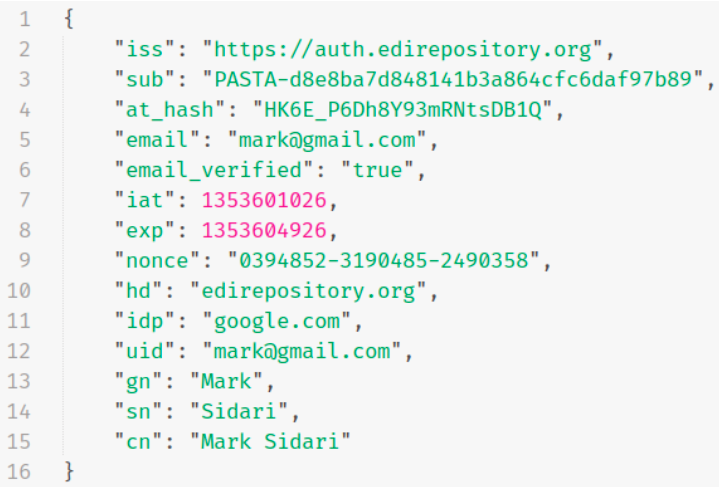 1 {
2 "iss": "https://auth.edirepository.org",
3 "sub": "PASTA-d8e8ba7d848141b3a864cfc6daf97b89",
4 "at_hash": "HK6E_P6Dh8Y93mRNtsDB1Q",
5 "email": "mark@gmail.com",
6 "email_verified": "true",
7 "iat": 1353601026,
8 "exp": 1353604926,
9 "nonce": "0394852-3190485-2490358",
10 "hd": "edirepository.org",
11 "idp": "google.com",
12 "uid": "mark@gmail.com",
13 "gn": "Mark",
14 "sn": "Sidari",
15 "cn": "Mark Sidari"
16 }